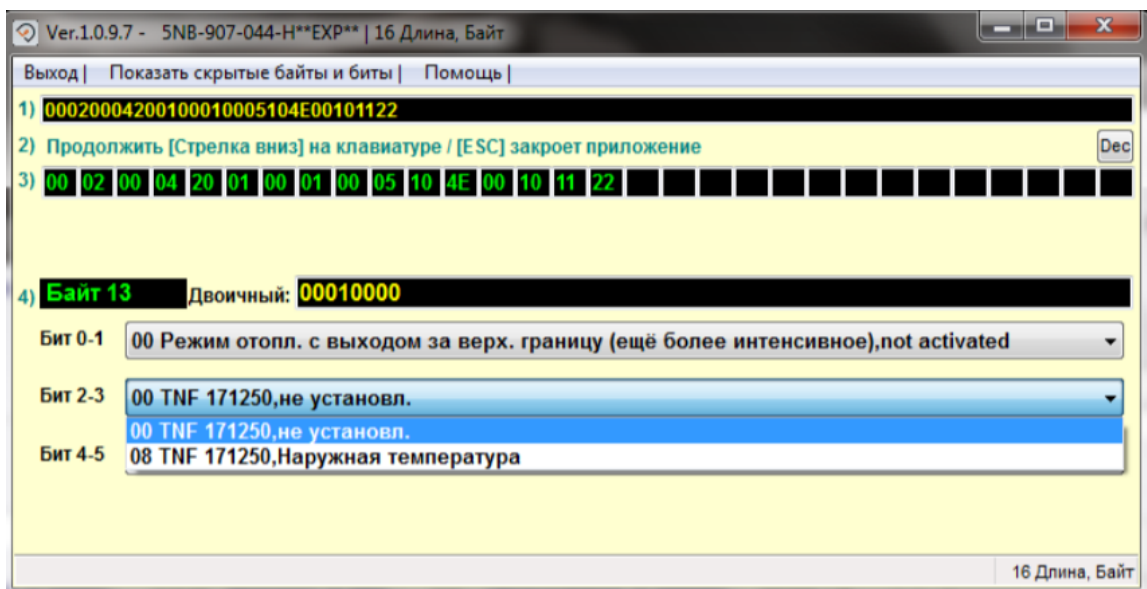 Ver.1.0.9.7 - 5NB-907-044-H**EXP** | 16 Длина, Байт
Выход | Показать скрытые байты и биты | Помощь |
1) 00020004200100010005104E00101122
2) Продолжить [Стрелка вниз] на клавиатуре / [ESC] закроет приложение Dec
3) 00 02 00 04 20 01 00 01 00 05 10 4E 00 10 11 22
4) Байт 13 Двоичный: 00010000
Бит 0-1 00 Режим отопл. с выходом за верх. границу (ещё более интенсивное),not activated
Бит 2-3 00 TNF 171250,не установл.
00 TNF 171250,не установл.
Бит 4-5 08 TNF 171250,Наружная температура
16 Длина, Байт